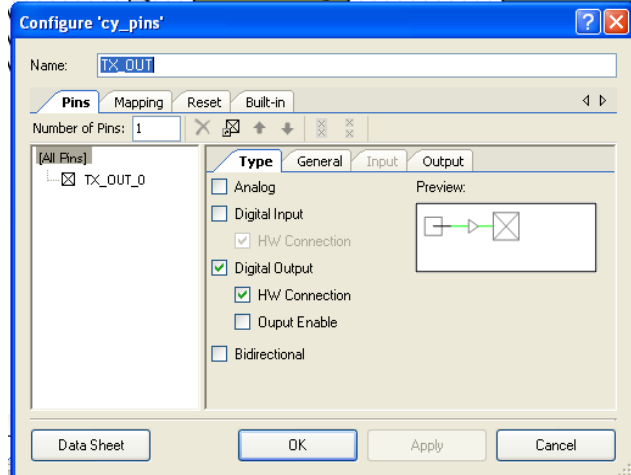 Configure 'cy_pins'
Name: TX_OUT
Pins Mapping Reset Built-in
Number of Pins: 1
[All Pins]
TX_OUT_0
Type General Input Output
Analog
Preview:
Digital Input
HW Connection
Digital Output
HW Connection
Ouput Enable
Bidirectional
Data Sheet OK Apply Cancel